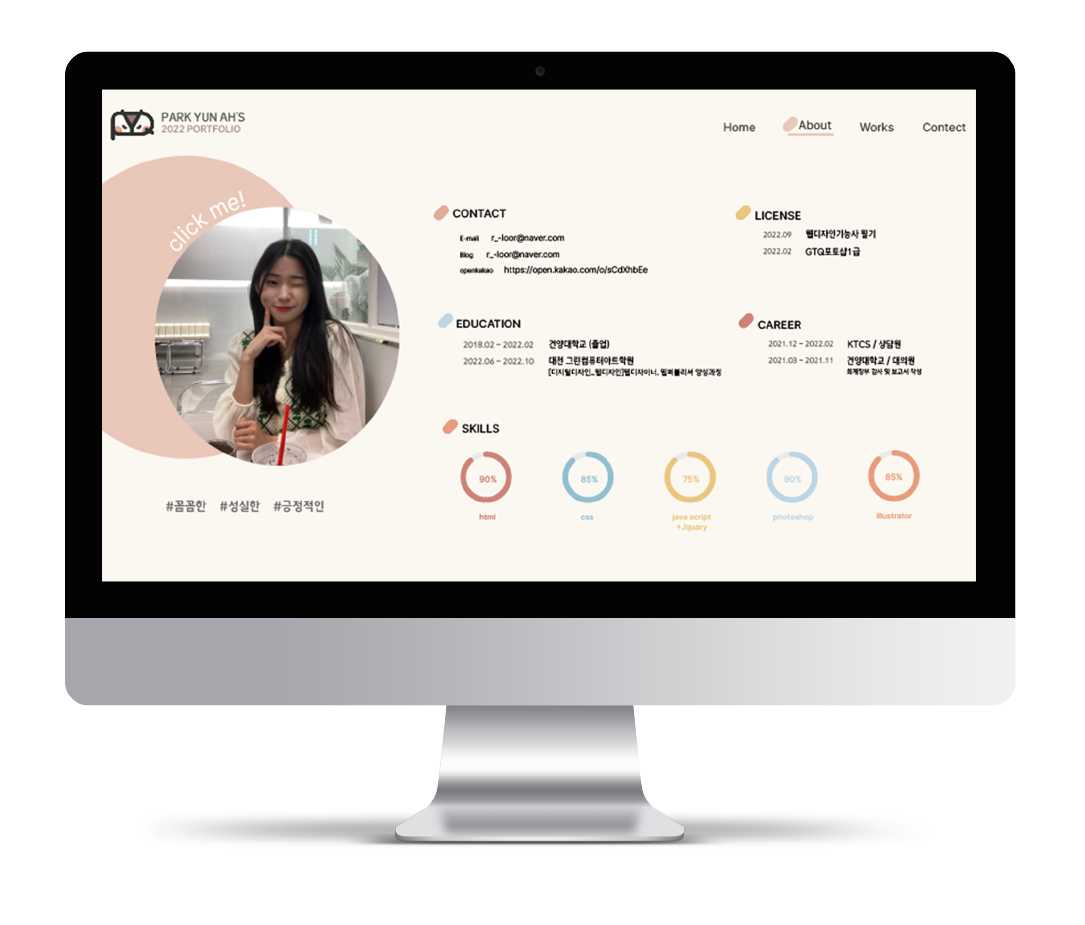 PARK YUN AH'S
2022 PORTFOLIO
Home About Works Contect
click me!
#꼼꼼한 #성실한 #긍정적인
CONTACT
E-mail r_-loor@naver.com
Blog r_-loor@naver.com
openkakao https://open.kakao.com/o/sCdXhbEe
LICENSE
2022.09 웹디자인기능사 필기
2022.02 GTQ포토샵1급
EDUCATION
2018.02 – 2022.02 건양대학교 (졸업)
2022.06 – 2022.10 대전 그린컴퓨터아트학원
[디지털디자인_웹디자인]웹디자이너, 웹퍼블리셔 양성과정
CAREER
2021.12 – 2022.02 KTCS / 상담원
2021.03 – 2021.11 건양대학교 / 대의원
회계장부 검사 및 보고서 작성
SKILLS
90% 85% 75% 90% 85%
html css java script photoshop illustrator
+Jquary